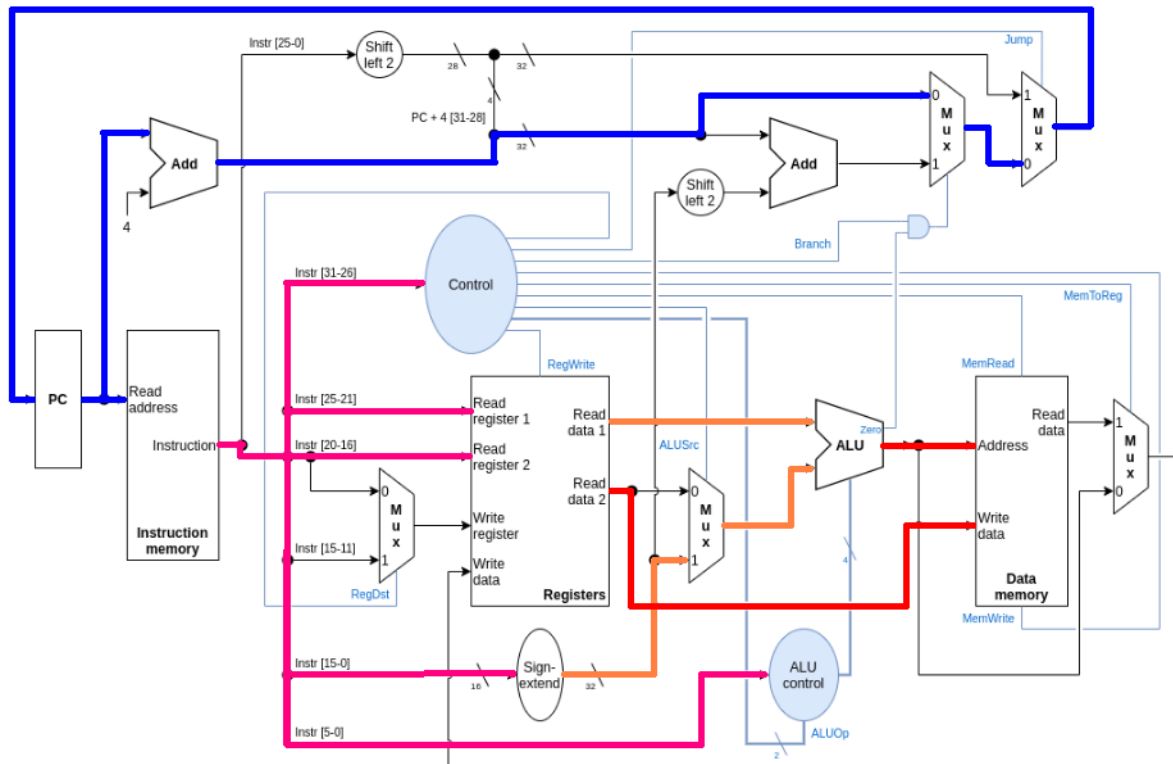 Instr [25-0]
Shift
left 2
28
32
Jump
4
PC + 4 [31-28]
32
Add
4
0
M
u
x
1
1
M
u
x
0
Add
Shift
left 2
Branch
Control
Instr [31-26]
MemToReg
RegWrite
MemRead
PC
Read
address
Instruction
Instruction
memory
Instr [25-21]
Instr [20-16]
Instr [15-11]
0
M
u
x
1
RegDst
Read
register 1
Read
register 2
Write
register
Write
data
Read
data 1
Read
data 2
Registers
ALUSrc
0
M
u
x
1
Zero
ALU
4
Address
Read
data
Write
data
Data
memory
MemWrite
1
M
u
x
0
Instr [15-0]
16
Sign-
extend
32
ALU
control
Instr [5-0]
ALUOp
2